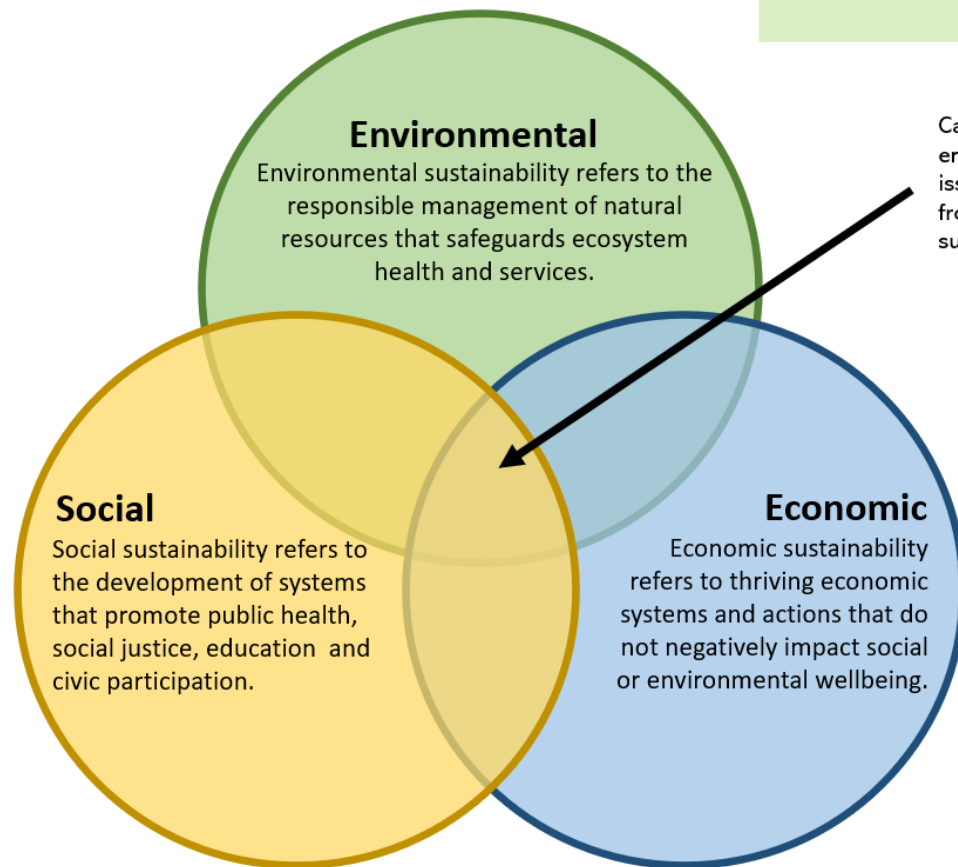 Environmental
Environmental sustainability refers to the
responsible management of natural
resources that safeguards ecosystem
health and services.
Social
Social sustainability refers to
the development of systems
that promote public health,
social justice, education and
civic participation.
Economic
Economic sustainability
refers to thriving economic
systems and actions that do
not negatively impact social
or environmental wellbeing.